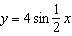 y = 4 sin 1/2 x